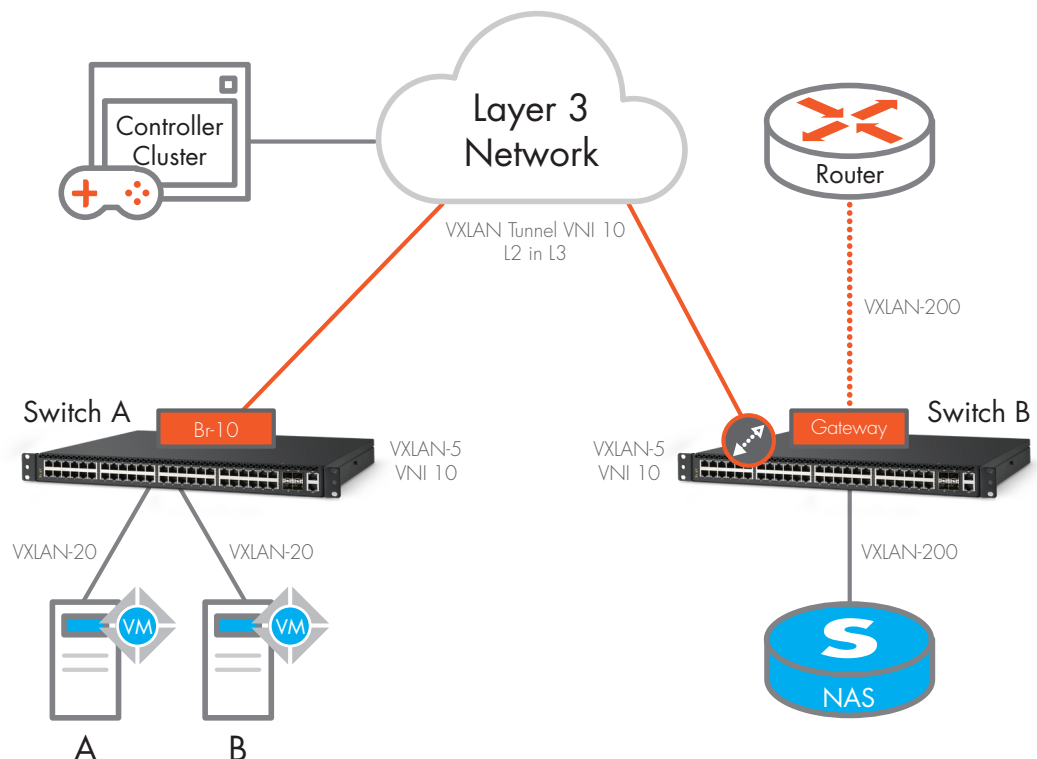 Controller
Cluster
Layer 3
Network
Router
VXLAN Tunnel VNI 10
L2 in L3
VXLAN-200
Switch A
Br-10
VXLAN-5
VNI 10
VXLAN-5
VNI 10
Gateway
Switch B
VXLAN-20
VXLAN-20
VXLAN-200
VM
VM
S
NAS
A
B